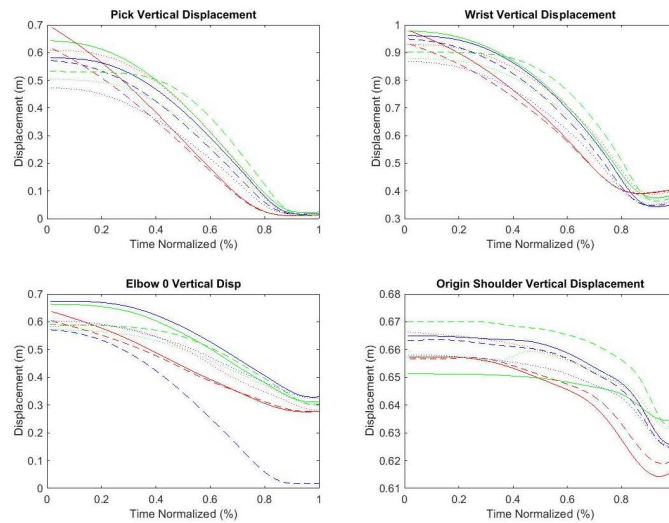 Pick Vertical Displacement
0.7
0.6
0.5
0.4
0.3
0.2
0.1
0
Displacement (m)
0 0.2 0.4 0.6 0.8 1
Time Normalized (%)
Wrist Vertical Displacement
1
0.9
0.8
0.7
0.6
0.5
0.4
0.3
Displacement (m)
0 0.2 0.4 0.6 0.8
Time Normalized (%)
Elbow 0 Vertical Disp
0.7
0.6
0.5
0.4
0.3
0.2
0.1
0
Displacement (m)
0 0.2 0.4 0.6 0.8 1
Time Normalized (%)
Origin Shoulder Vertical Displacement
0.68
0.67
0.66
0.65
0.64
0.63
0.62
0.61
Displacement (m)
0 0.2 0.4 0.6 0.8
Time Normalized (%)